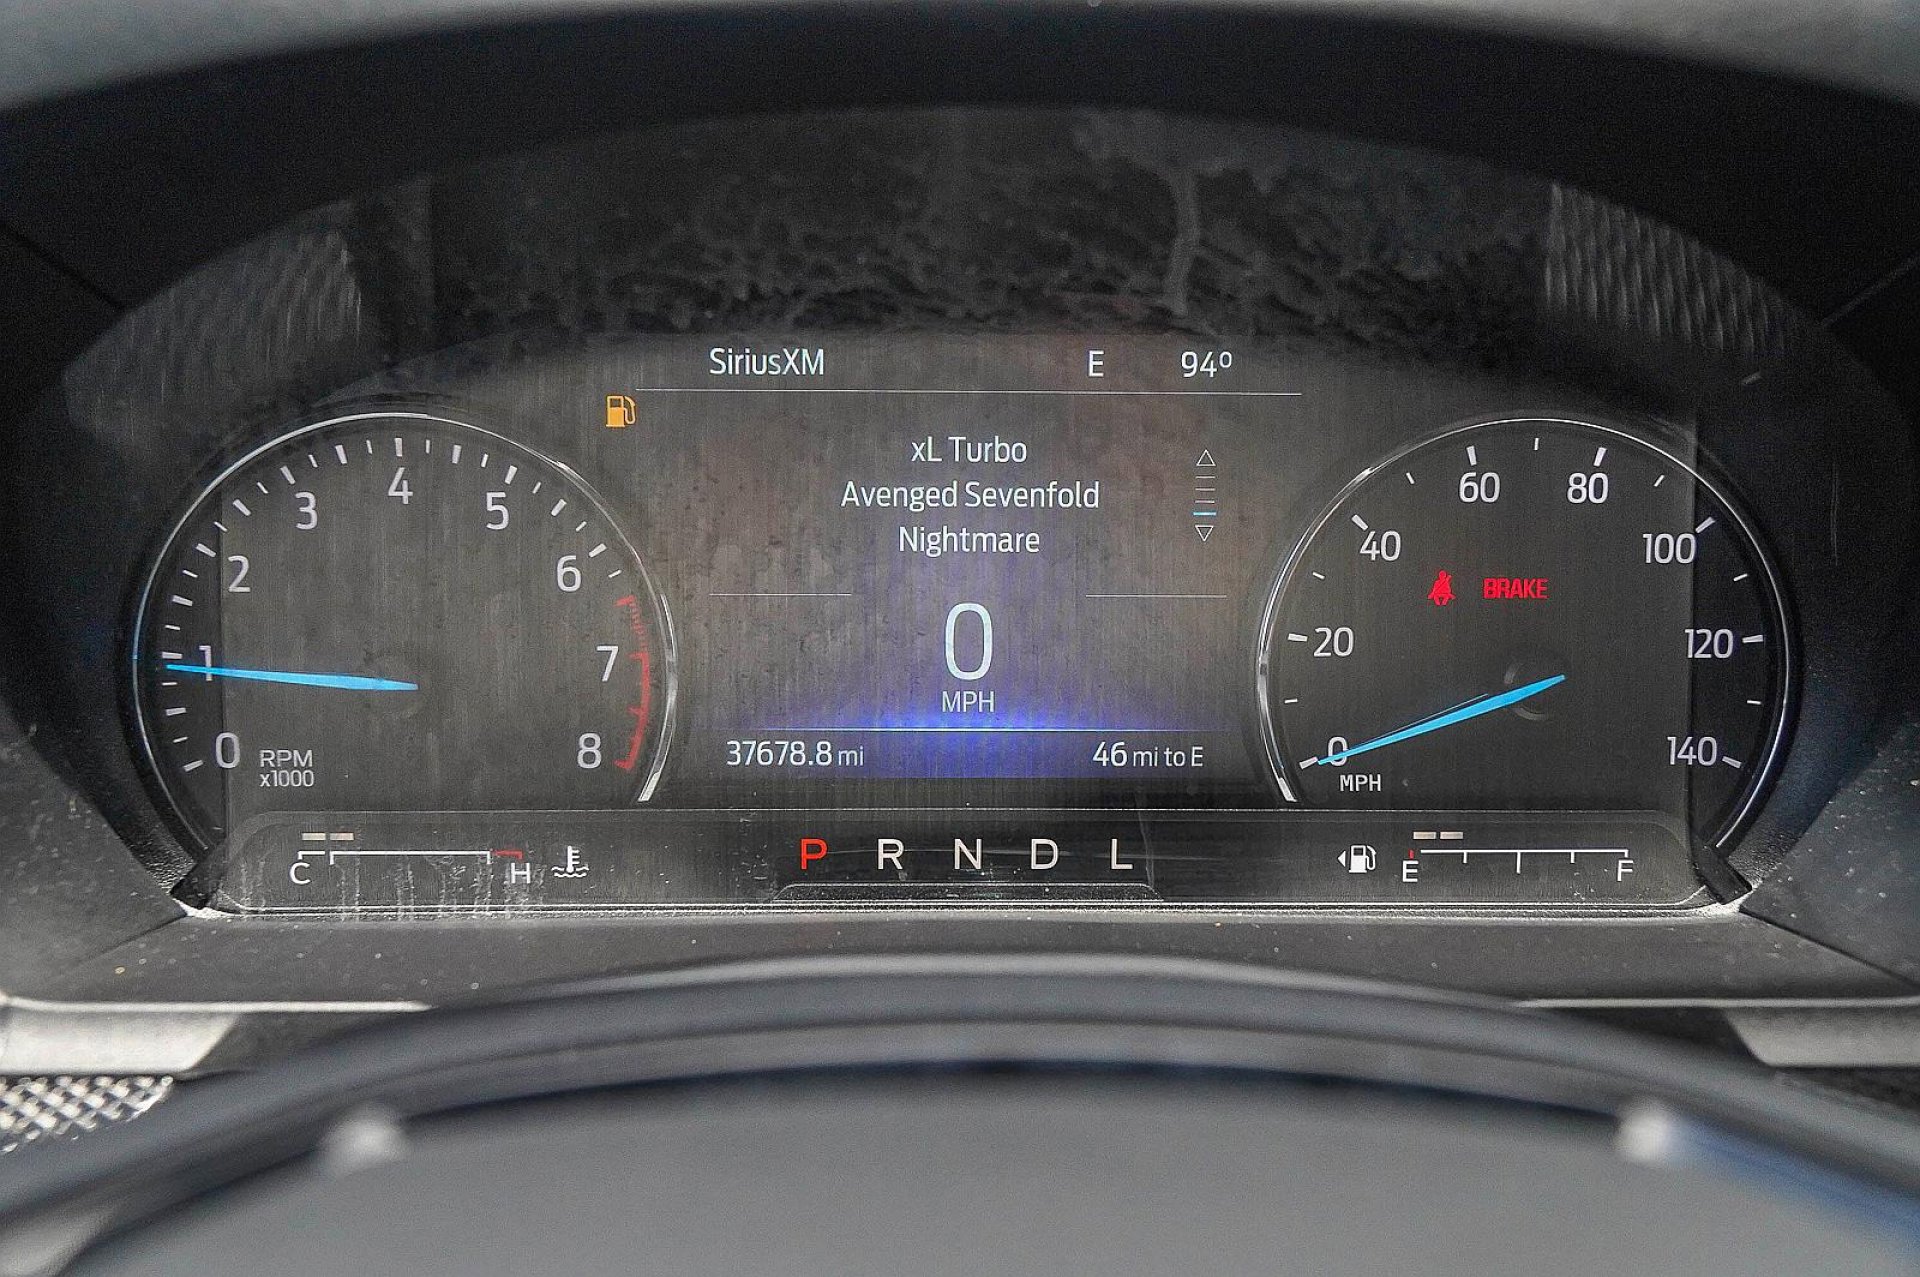 SiriusXM E 94º
xL Turbo
Avenged Sevenfold
Nightmare
0
MPH
37678.8 mi 46 mi to E
0 1 2 3 4 5 6 7 8
RPM
x1000
0 20 40 60 80 100 120 140
MPH
BRAKE
C H
P R N D L
E F